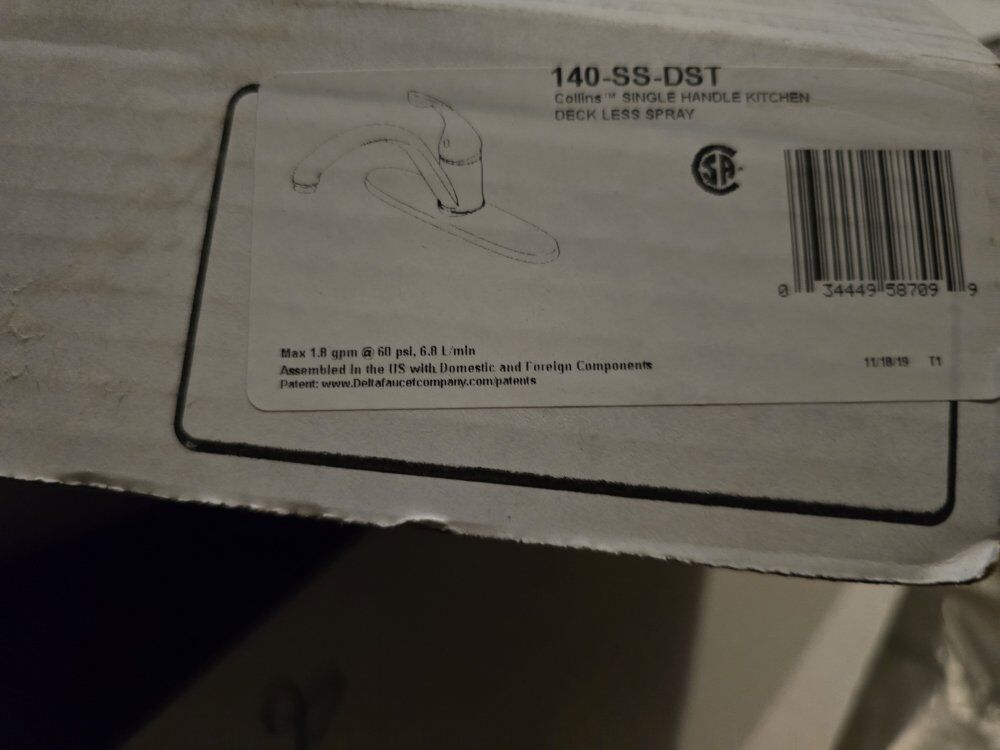 140-SS-DST
Collins™ SINGLE HANDLE KITCHEN
DECK LESS SPRAY
SA
0 34449 58709 9
Max 1.8 gpm @ 60 psi, 6.8 L/min
Assembled in the US with Domestic and Foreign Components
Patent: www.Deltafaucetcompany.com/patents
11/18/19 T1